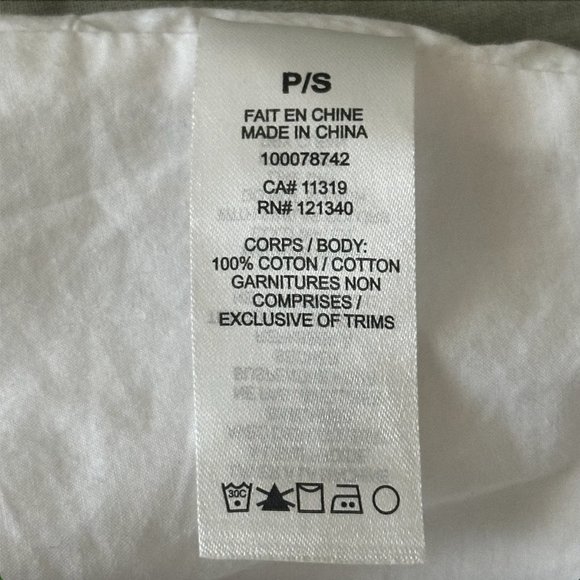 P/S
FAIT EN CHINE
MADE IN CHINA
100078742
CA# 11319
RN# 121340
CORPS / BODY:
100% COTON / COTTON
GARNITURES NON
COMPRISES /
EXCLUSIVE OF TRIMS
30C